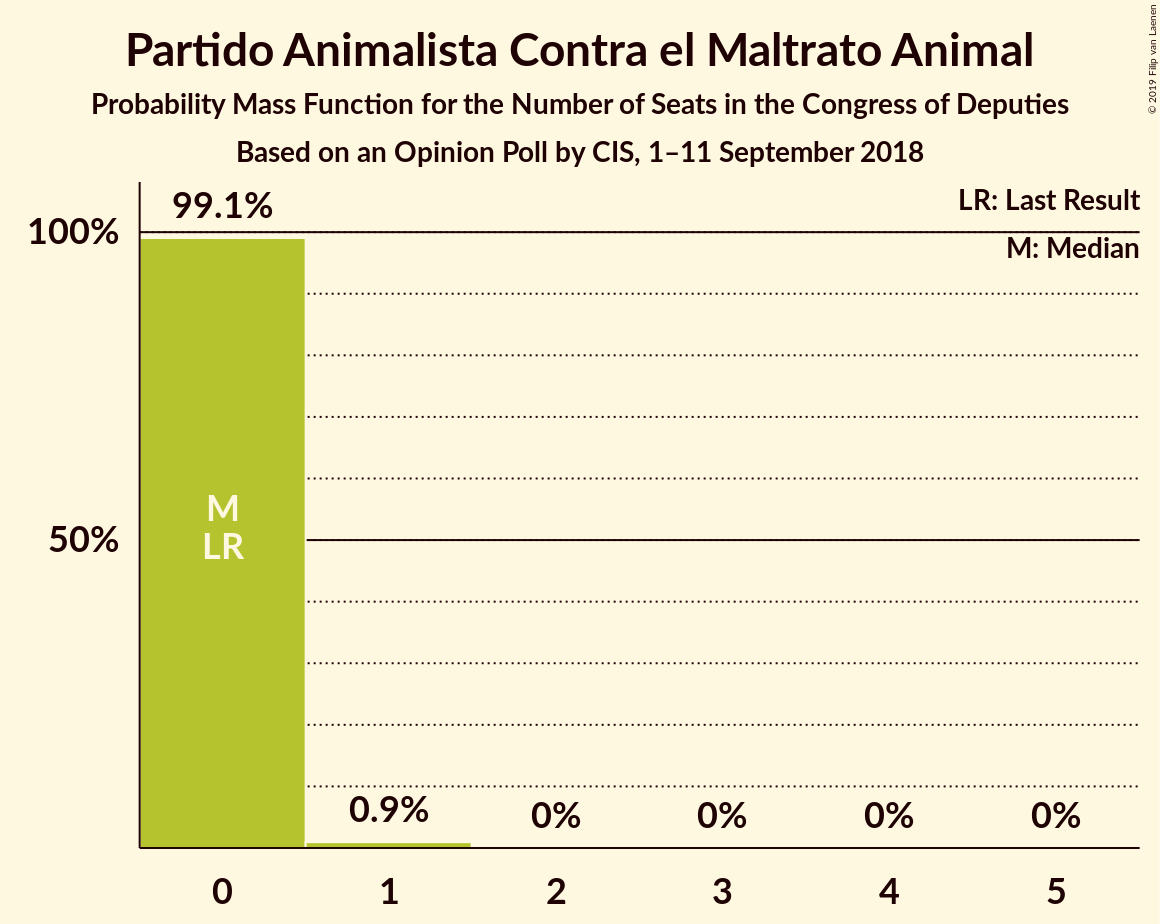 Partido Animalista Contra el Maltrato Animal
Probability Mass Function for the Number of Seats in the Congress of Deputies
Based on an Opinion Poll by CIS, 1–11 September 2018
© 2019 Filip van Laenen
LR: Last Result
M: Median
100%
50%
99.1%
M
LR
0.9%
0%
0%
0%
0%
0
1
2
3
4
5